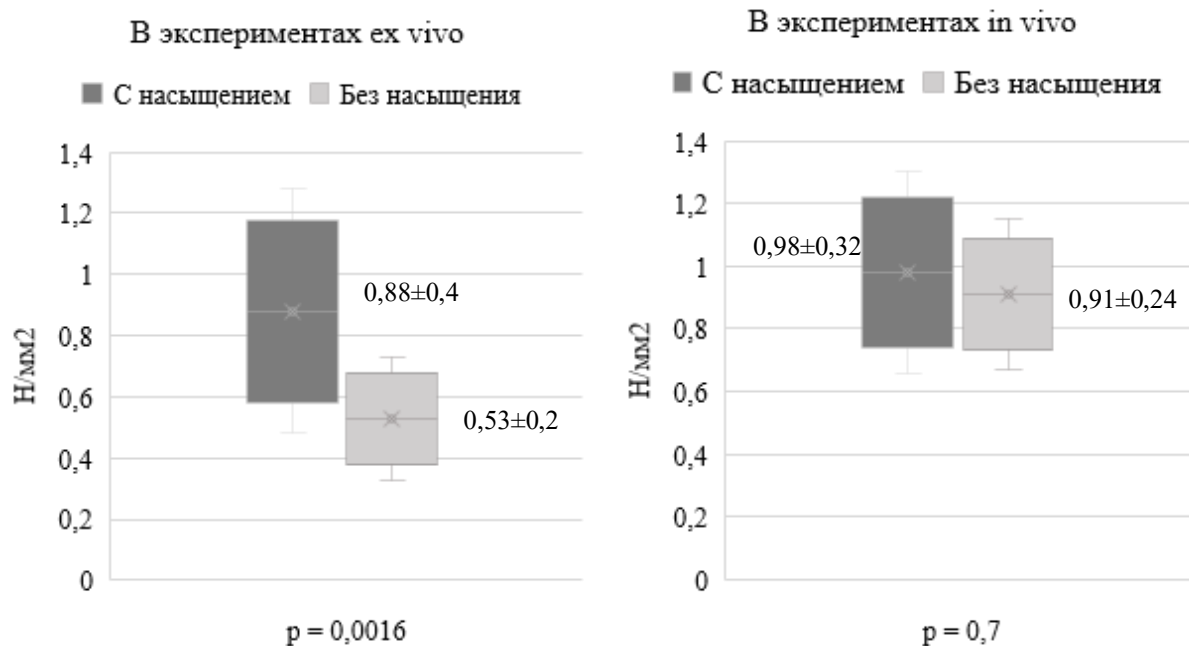 В экспериментах ex vivo
С насыщением Без насыщения
1,4
1,2
1
0,8
0,6
0,4
0,2
0
Н/мм2
0,88±0,4
0,53±0,2
p = 0,0016
В экспериментах in vivo
С насыщением Без насыщения
1,4
1,2
1
0,8
0,6
0,4
0,2
0
Н/мм2
0,98±0,32
0,91±0,24
p = 0,7